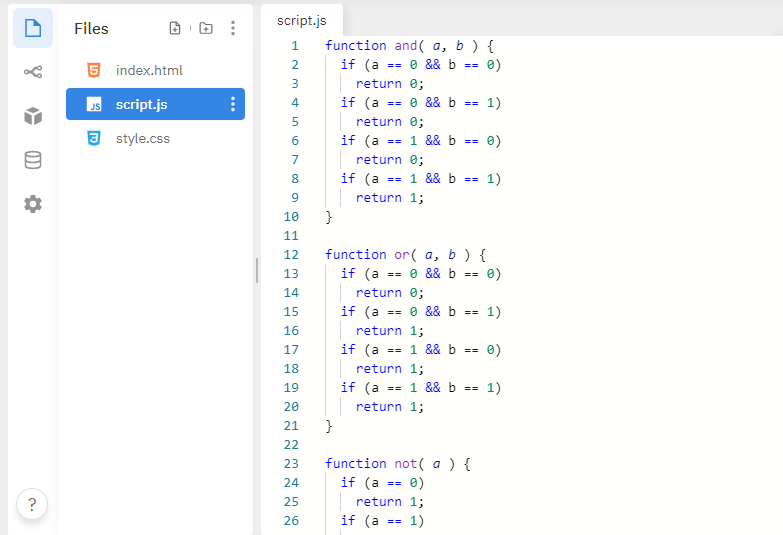 Files
index.html
script.js
style.css
?
script.js
1 function and( a, b ) {
2 if (a == 0 && b == 0)
3 return 0;
4 if (a == 0 && b == 1)
5 return 0;
6 if (a == 1 && b == 0)
7 return 0;
8 if (a == 1 && b == 1)
9 return 1;
10 }
11
12 function or( a, b ) {
13 if (a == 0 && b == 0)
14 return 0;
15 if (a == 0 && b == 1)
16 return 1;
17 if (a == 1 && b == 0)
18 return 1;
19 if (a == 1 && b == 1)
20 return 1;
21 }
22
23 function not( a ) {
24 if (a == 0)
25 return 1;
26 if (a == 1)